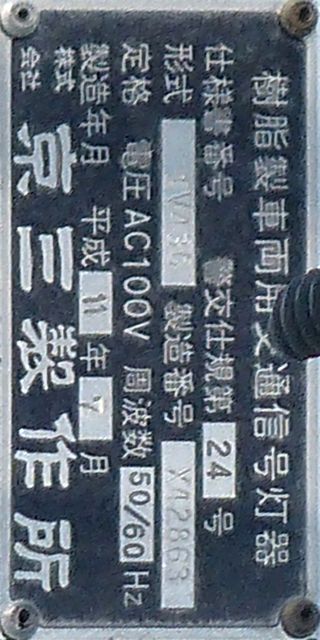 樹脂製車両用交通信号灯器
仕様書番号 警交仕規第 24 号
形式 製造番号 X12863
定格 電圧 AC100V 周波数 50/60 Hz
製造年月 平成 11 年 7 月
株式会社 京三製作所